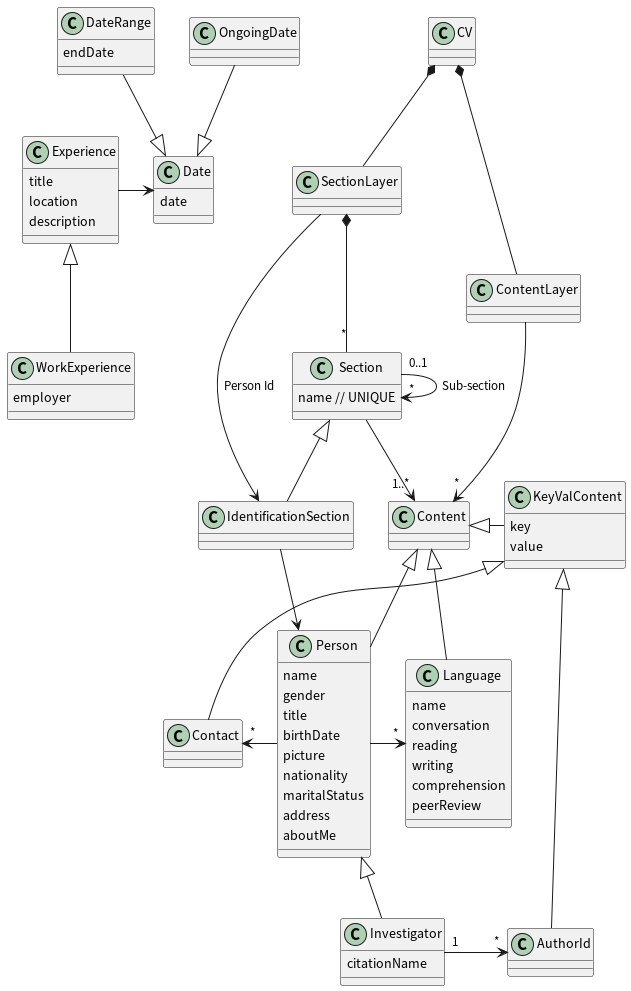 C DateRange
endDate
C OngoingDate
C CV
C Experience
title
location
description
C Date
date
C SectionLayer
C ContentLayer
*
C WorkExperience
employer
C Section
name // UNIQUE
0..1
*
Sub-section
Person Id
1..*
*
C IdentificationSection
C Content
C KeyValContent
key
value
C Person
name
gender
title
birthDate
picture
nationality
maritalStatus
address
aboutMe
C Language
name
conversation
reading
writing
comprehension
peerReview
C Contact
*
*
C Investigator
citationName
1
*
C AuthorId